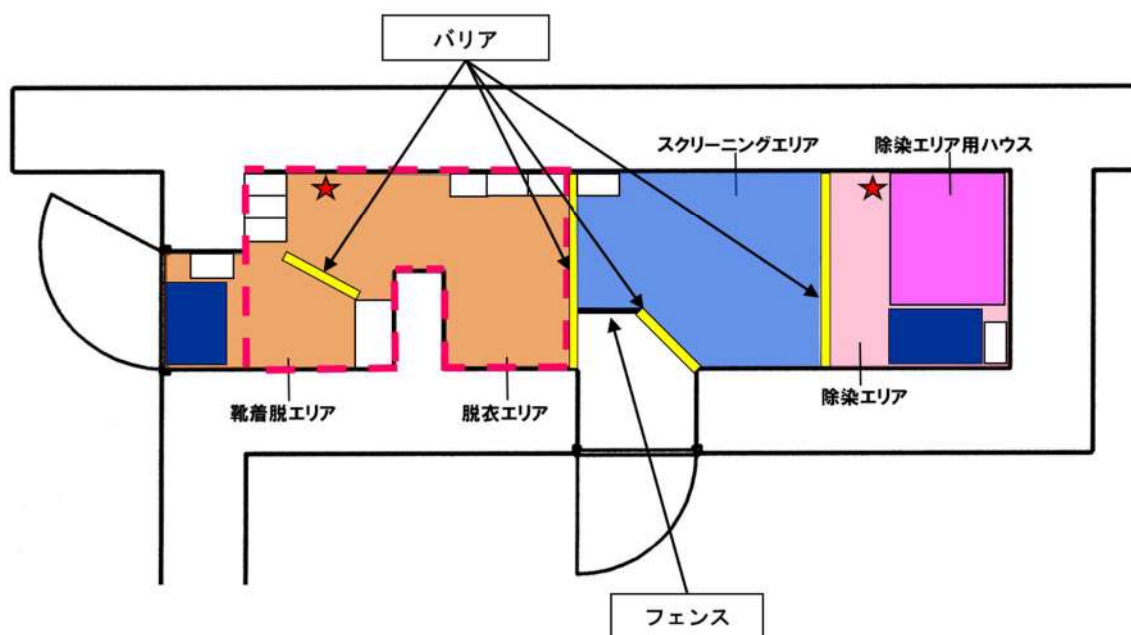 バリア
スクリーニングエリア
除染エリア用ハウス
靴着脱エリア
脱衣エリア
除染エリア
フェンス